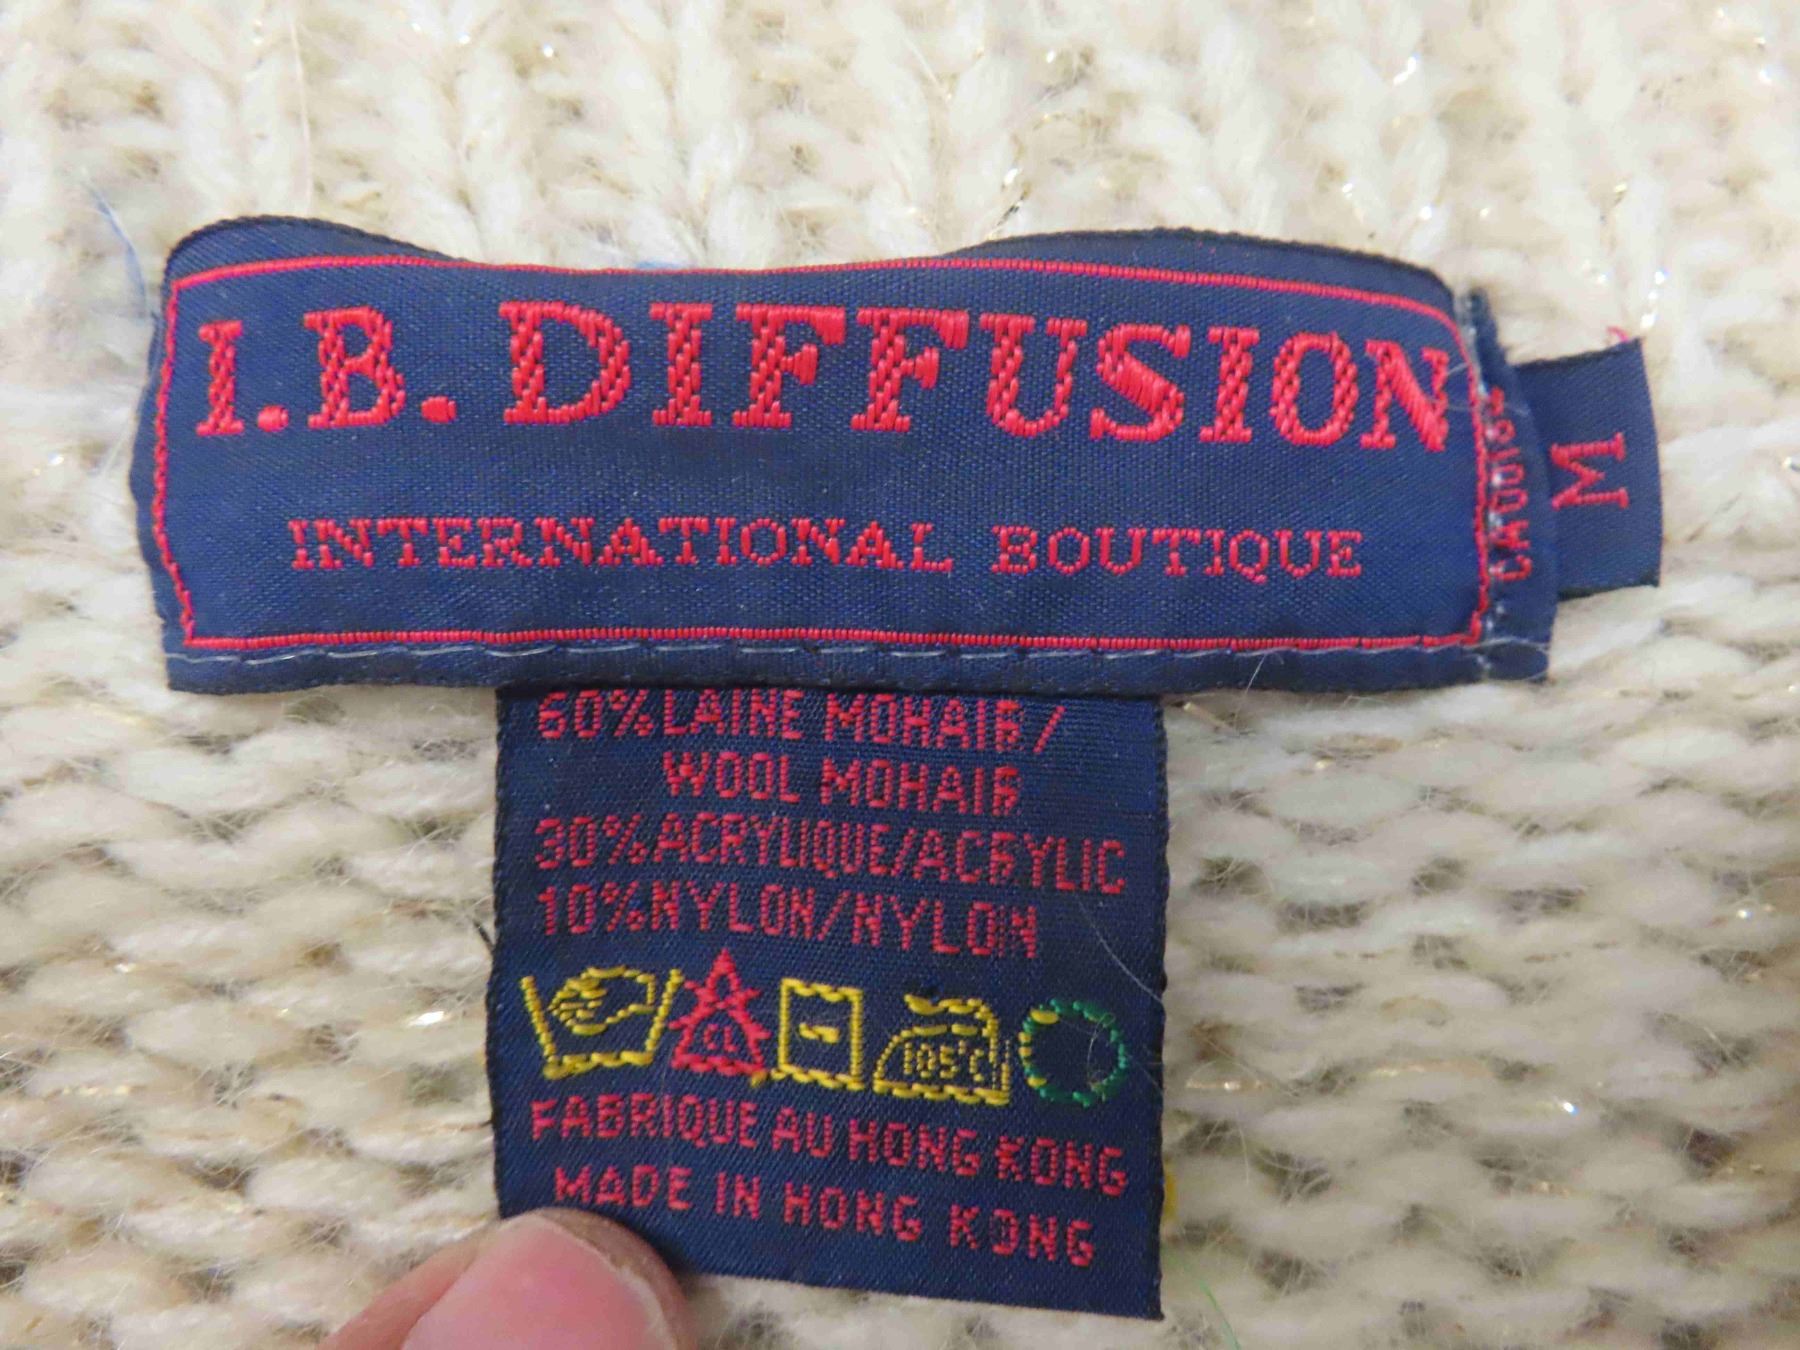 I.B. DIFFUSION
INTERNATIONAL BOUTIQUE
M
60% LAINE MOHAIR /
WOOL MOHAIR
30% ACRYLIQUE/ACRYLIC
10% NYLON/NYLON
CL
105°C
FABRIQUE AU HONG KONG
MADE IN HONG KONG